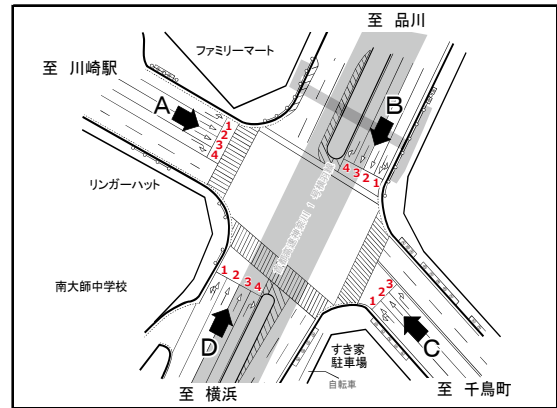 至 品川
ファミリーマート
至 川崎駅
A
B
1
2
3
4
4 3 2 1
リンガーハット
南大師中学校
1 2 3 4
1 2 3
D
C
すき家
駐車場
自転車
至 横浜
至 千鳥町